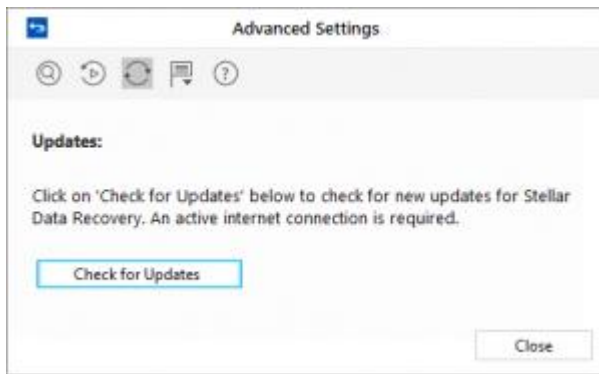 Advanced Settings
Updates:
Click on 'Check for Updates' below to check for new updates for Stellar
Data Recovery. An active internet connection is required.
Check for Updates
Close